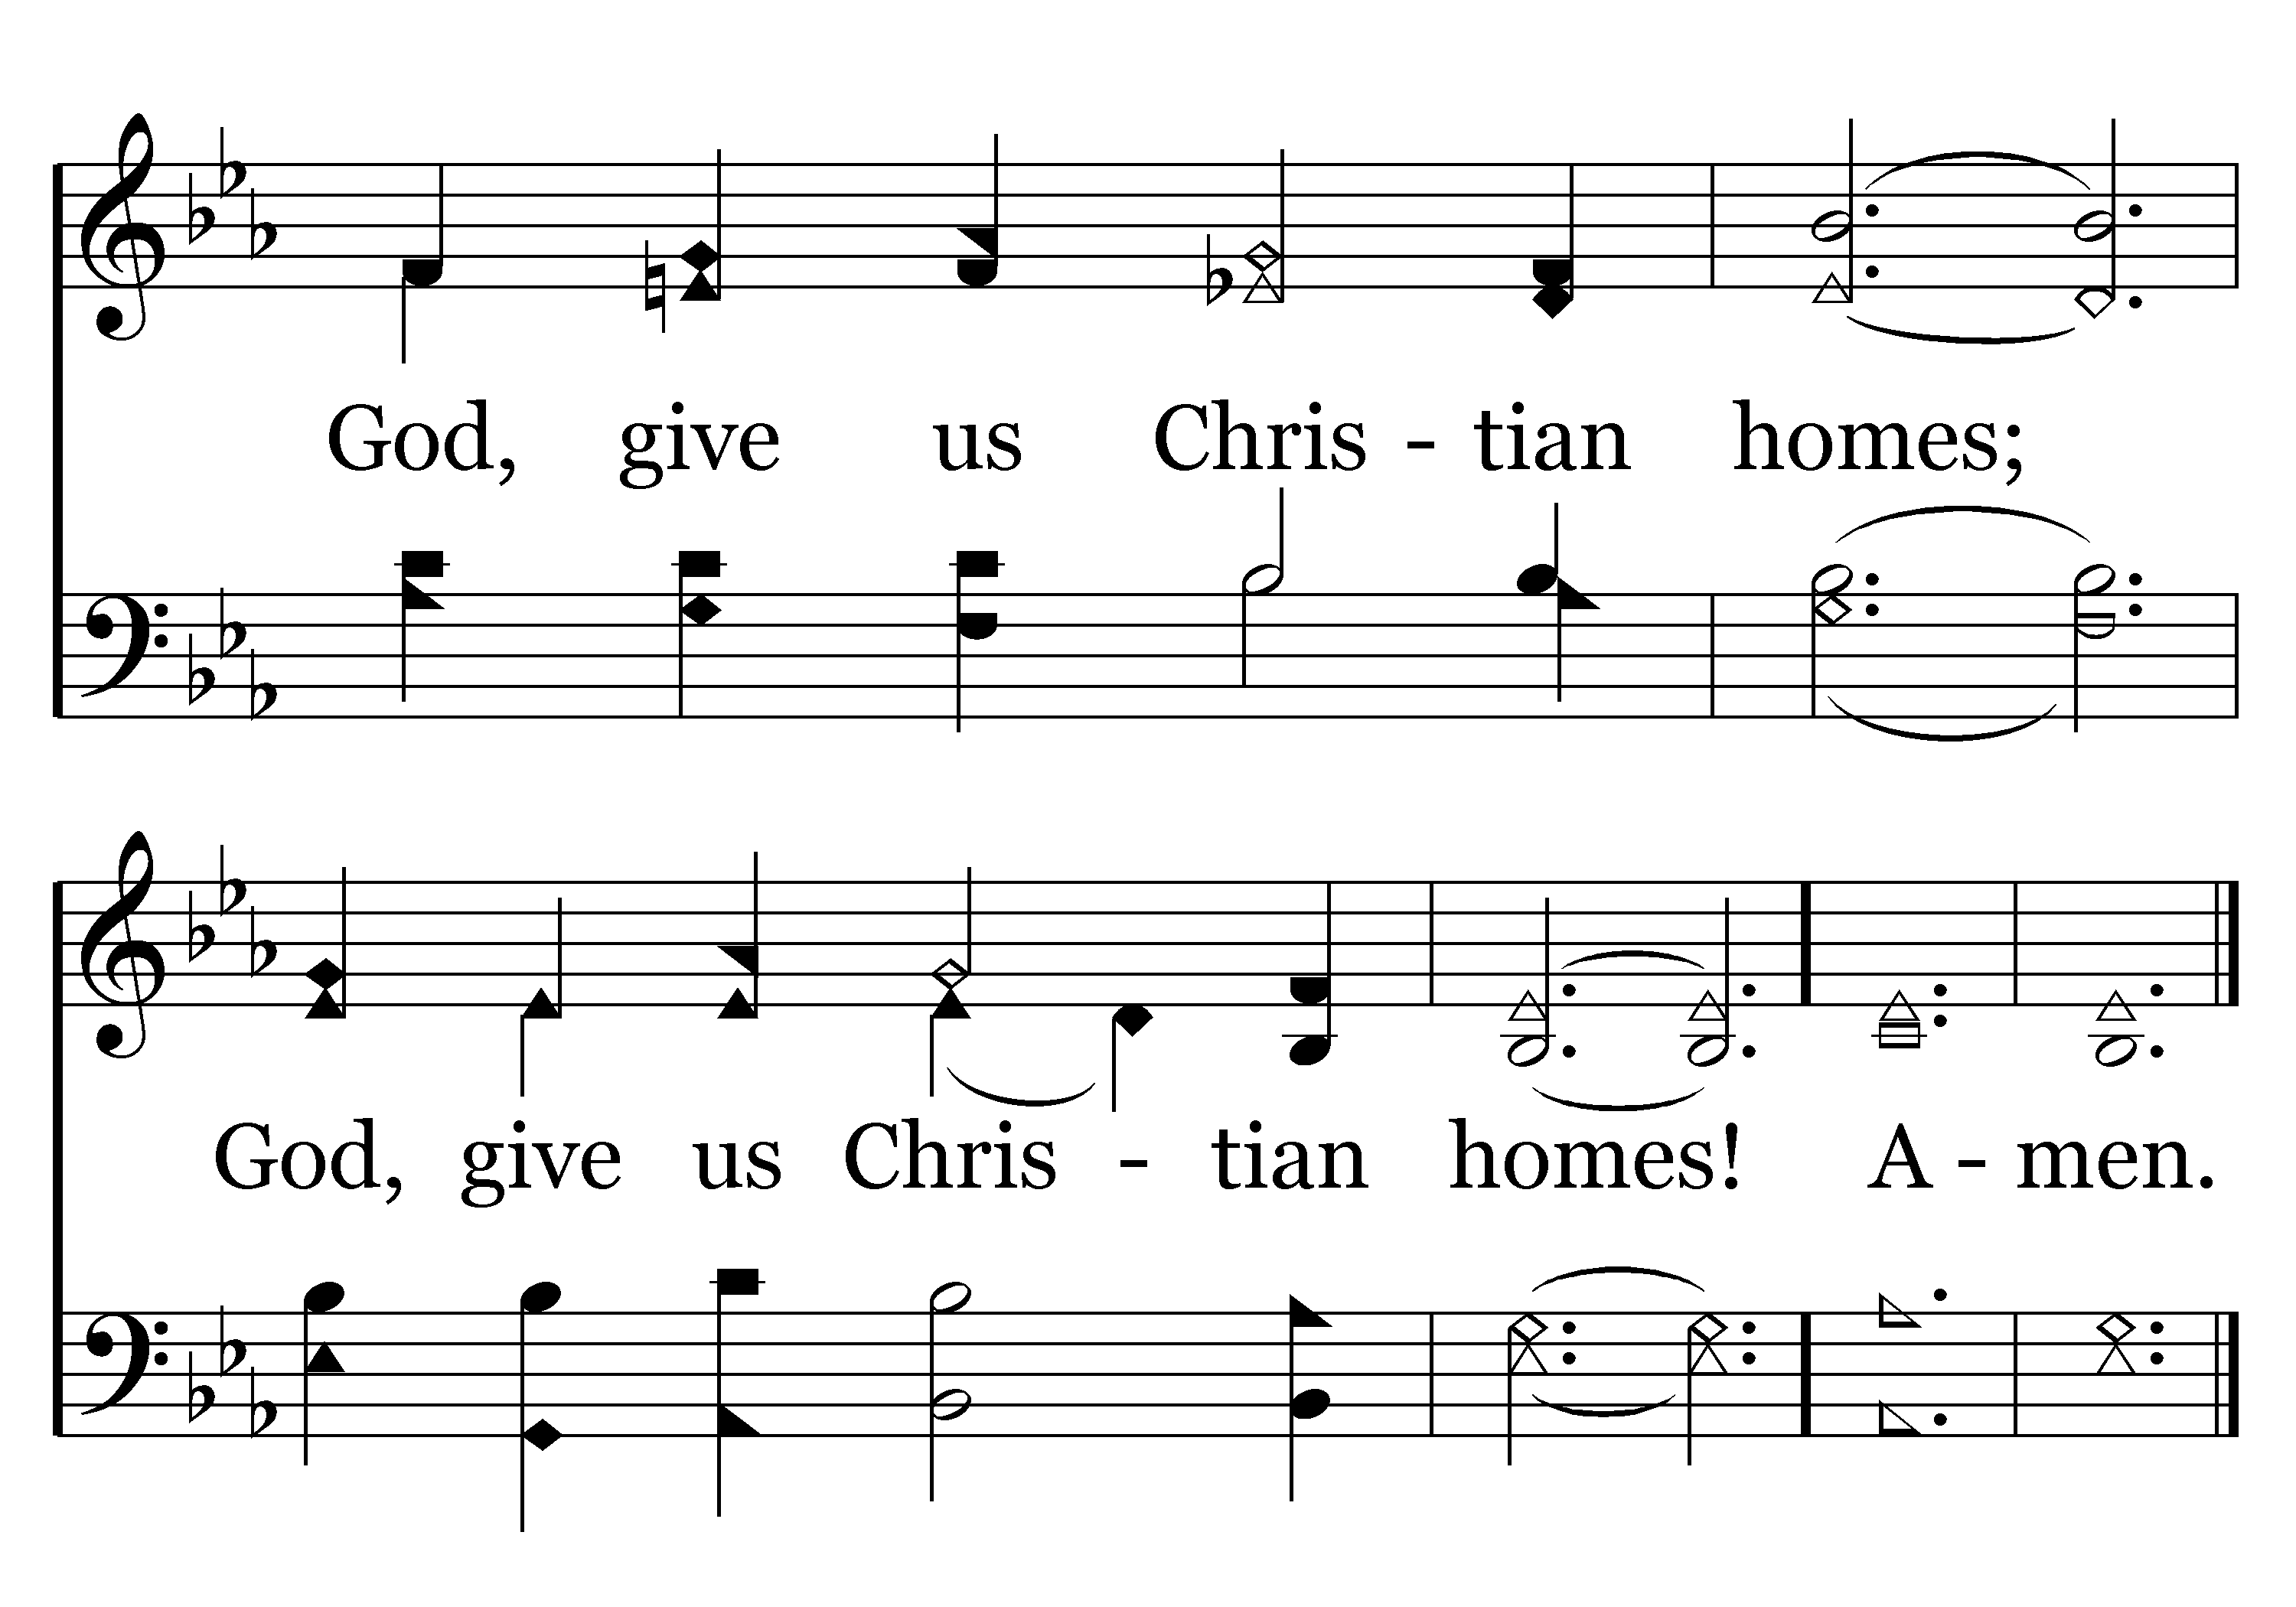 God, give us Chris - tian homes;
God, give us Chris - tian homes! A - men.